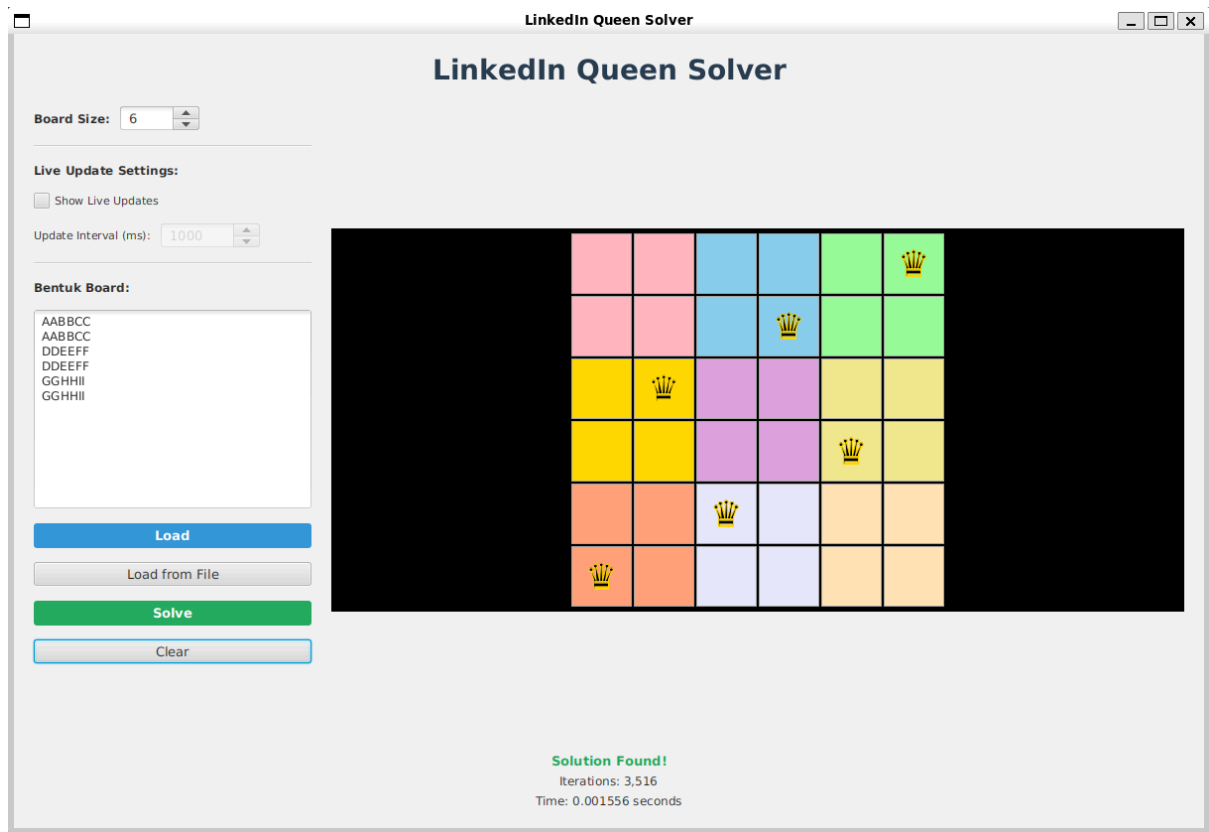 LinkedIn Queen Solver
LinkedIn Queen Solver
Board Size: 6
Live Update Settings:
Show Live Updates
Update Interval (ms): 1000
Bentuk Board:
AABBCC
AABBCC
DDEEFF
DDEEFF
GGHHII
GGHHII
Load
Load from File
Solve
Clear
Solution Found!
Iterations: 3,516
Time: 0.001556 seconds